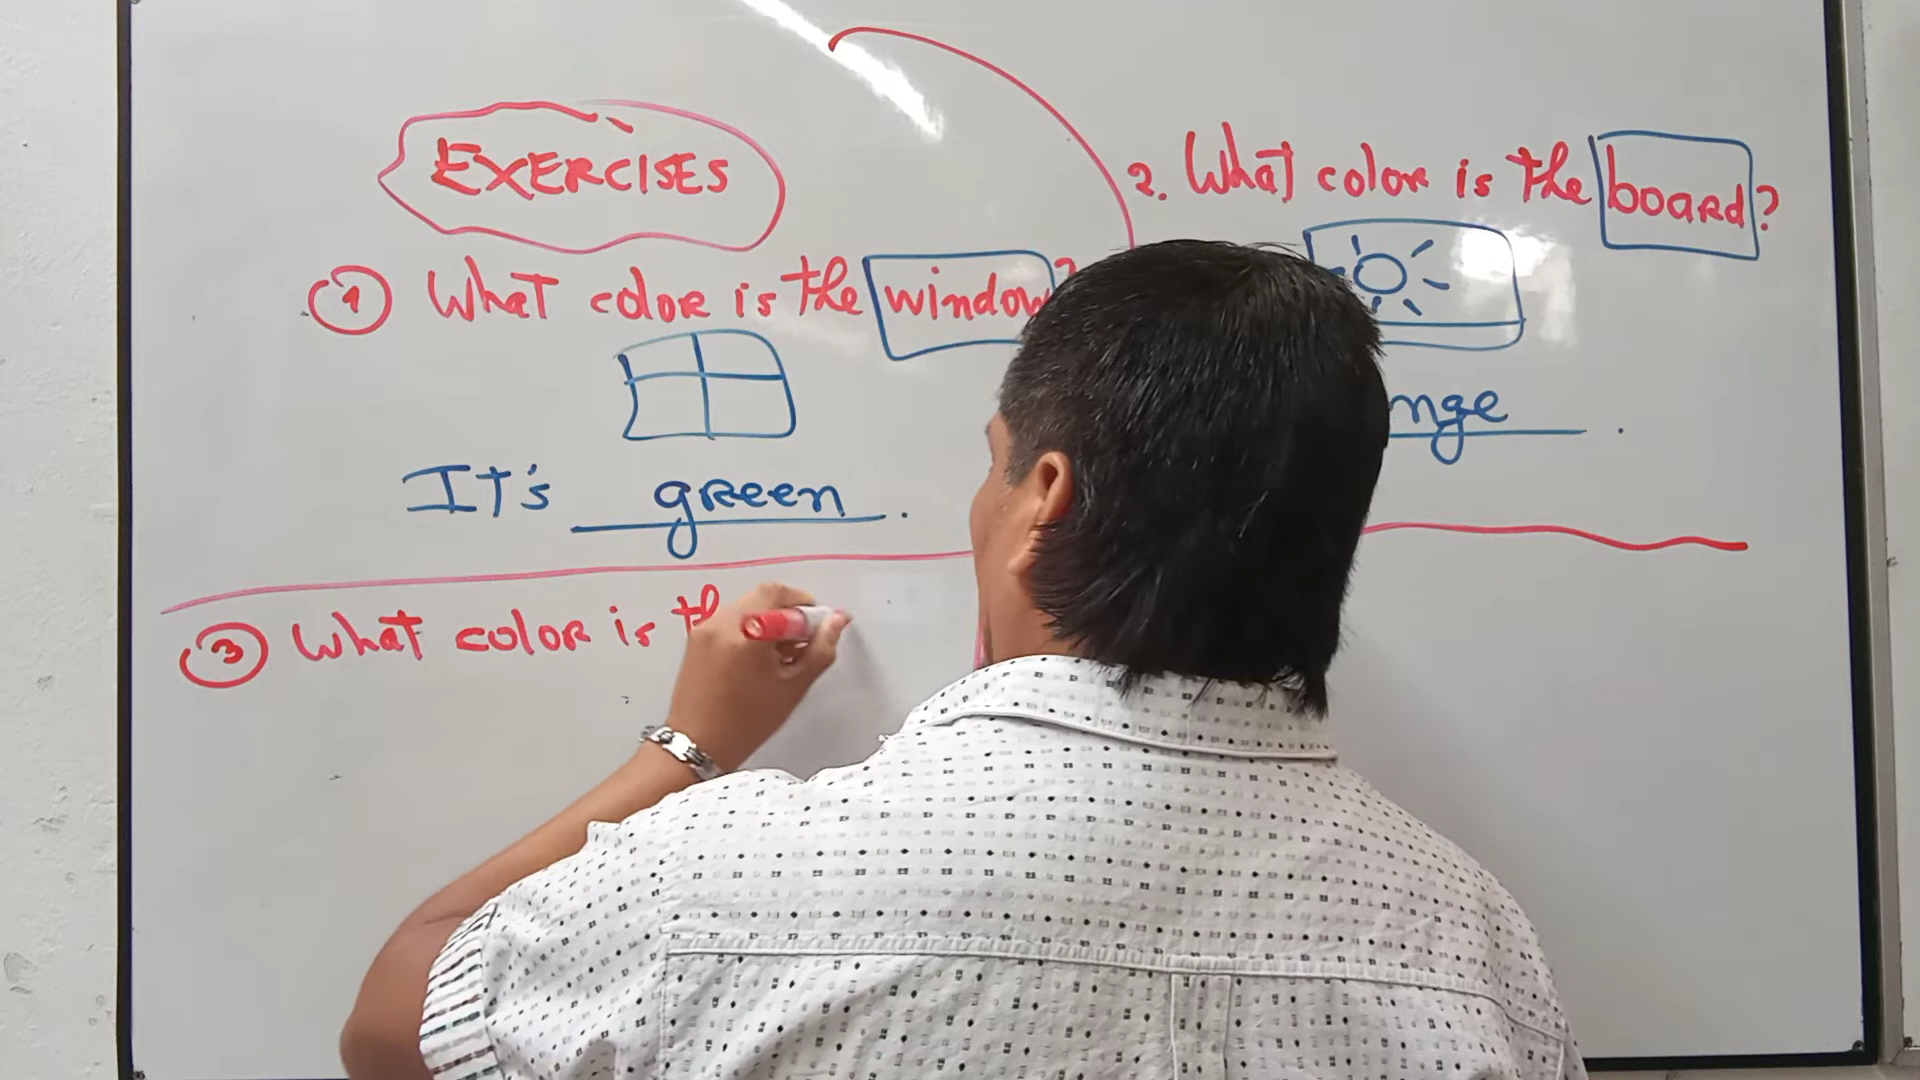 EXERCISES
1 What color is the window?
It's green.
2. What color is the board?
nge.
3 What color is th